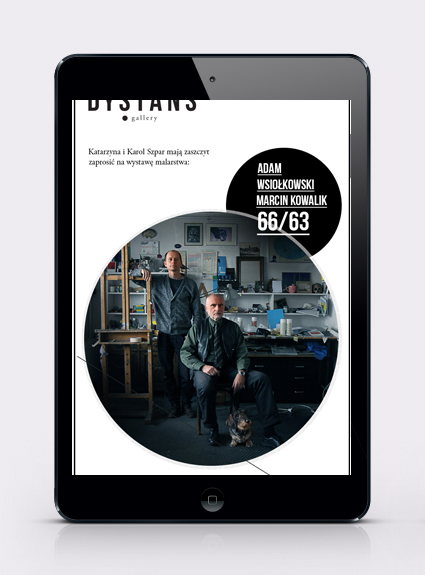 DYSTANS
gallery
Katarzyna i Karol Szpar mają zaszczyt
zaprosić na wystawę malarstwa:
ADAM
WSIOŁKOWSKI
MARCIN KOWALIK
66/63